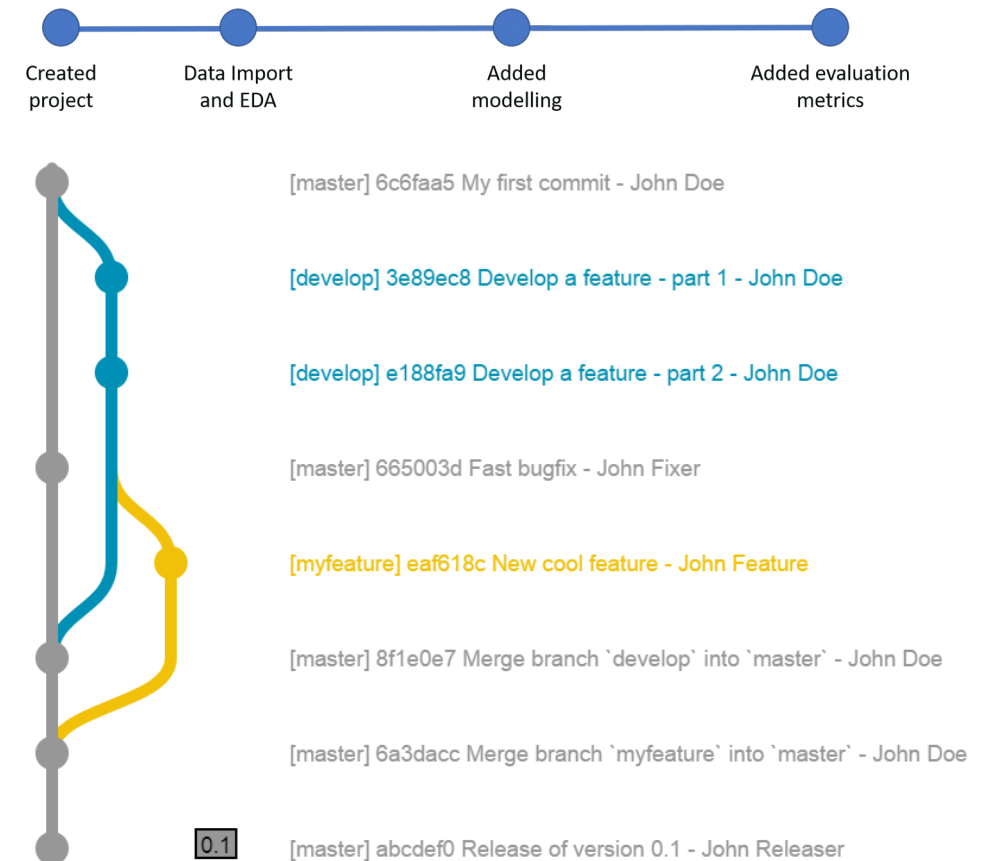 Created
project
Data Import
and EDA
Added
modelling
Added evaluation
metrics
[master] 6c6faa5 My first commit - John Doe
[develop] 3e89ec8 Develop a feature - part 1 - John Doe
[develop] e188fa9 Develop a feature - part 2 - John Doe
[master] 665003d Fast bugfix - John Fixer
[myfeature] eaf618c New cool feature - John Feature
[master] 8f1e0e7 Merge branch `develop` into `master` - John Doe
[master] 6a3dacc Merge branch `myfeature` into `master` - John Doe
0.1 [master] abcdef0 Release of version 0.1 - John Releaser